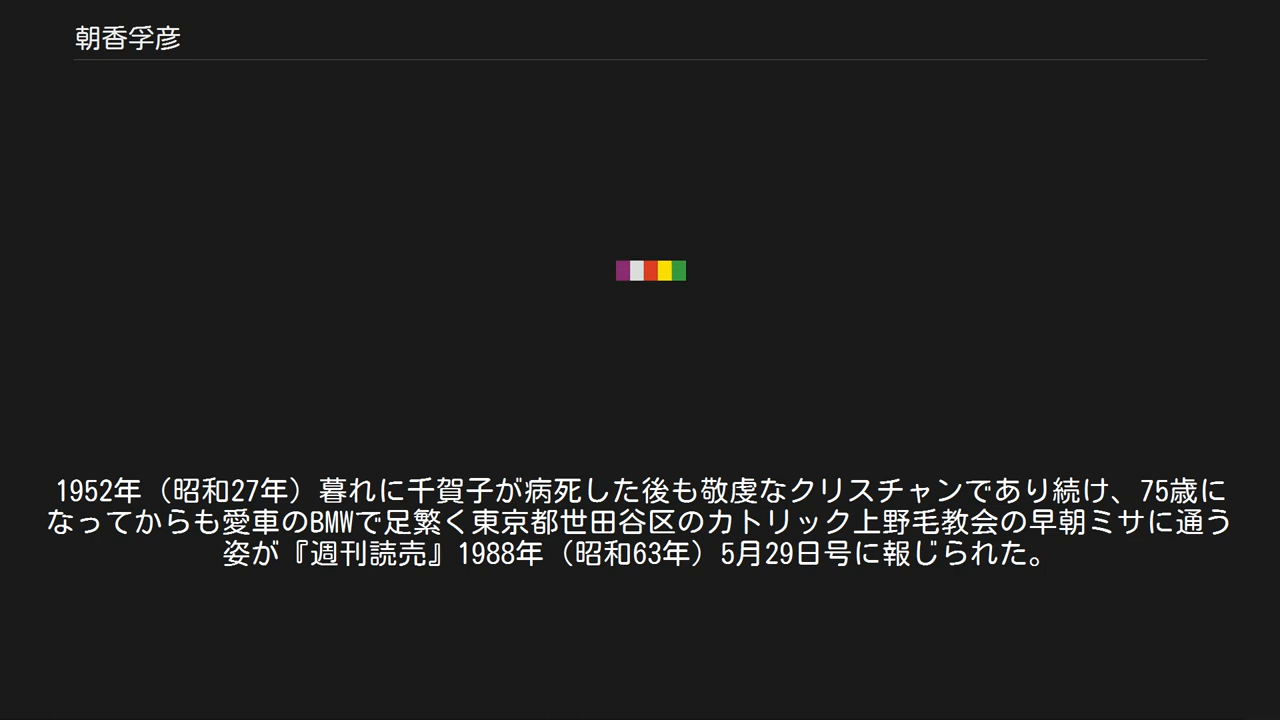 朝香孚彦
1952年（昭和27年）暮れに千賀子が病死した後も敬虔なクリスチャンであり続け、75歳に
なってからも愛車のBMWで足繁く東京都世田谷区のカトリック上野毛教会の早朝ミサに通う
姿が『週刊読売』1988年（昭和63年）5月29日号に報じられた。